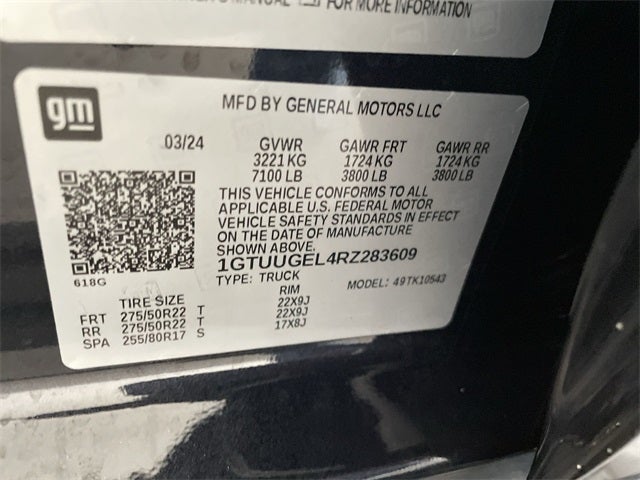 FOR MORE INFORMATION
gm
MFD BY GENERAL MOTORS LLC
03/24 GVWR GAWR FRT GAWR RR
3221 KG 1724 KG 1724 KG
7100 LB 3800 LB 3800 LB
THIS VEHICLE CONFORMS TO ALL
APPLICABLE U.S. FEDERAL MOTOR
VEHICLE SAFETY STANDARDS IN EFFECT
ON THE DATE OF MANUFACTURE
SHOWN ABOVE.
1GTUUGEL4RZ283609
618G
TYPE: TRUCK MODEL: 49TK10543
TIRE SIZE RIM
FRT 275/50R22 T 22X9J
RR 275/50R22 T 22X9J
SPA 255/80R17 S 17X8J